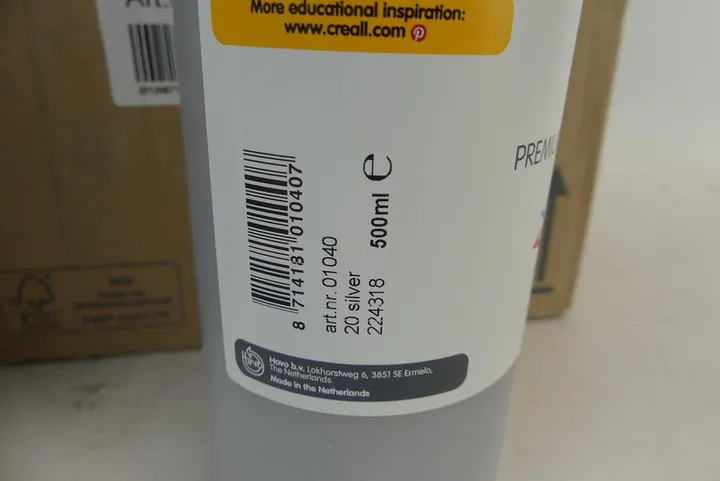 More educational inspiration:
www.creall.com
PREMI
8 714181 010407
art.nr. 01040
20 silver
224318
500ml ℮
Havo b.v. Lokhorstweg 6, 3851 SE Ermelo,
The Netherlands.
Made in the Netherlands